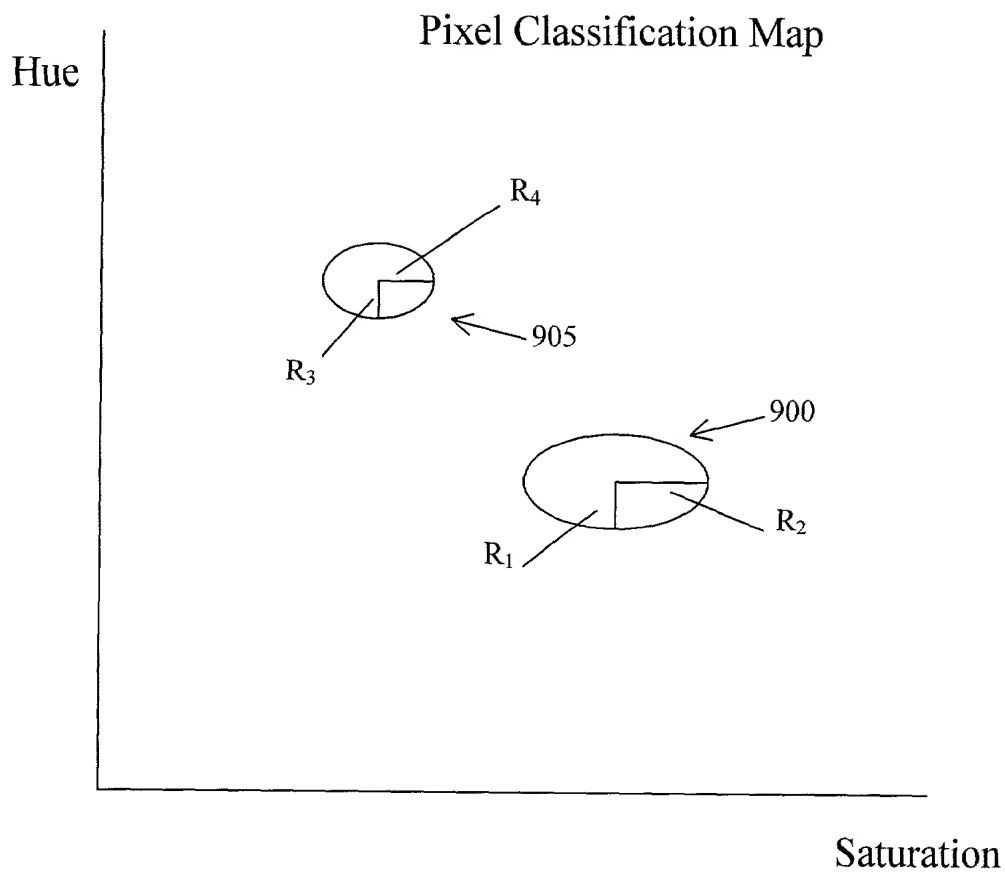 Pixel Classification Map
Hue
R₄
905
R₃
900
R₂
R₁
Saturation